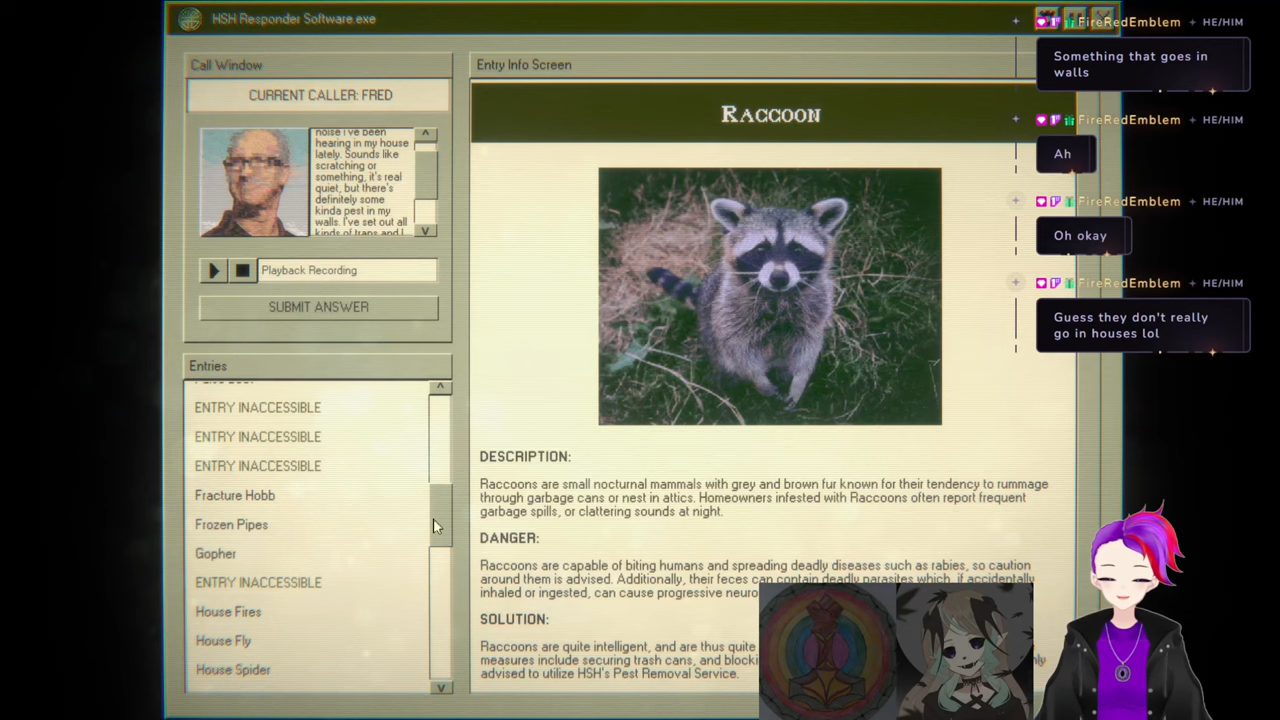 HSH Responder Software.exe
Call Window
CURRENT CALLER: FRED
noise I've been
hearing in my house
lately. Sounds like
scratching or
something, it's real
quiet, but there's
definitely some
kinda pest in my
walls. I've set out all
kinds of traps and I
Playback Recording
SUBMIT ANSWER
Entries
ENTRY INACCESSIBLE
ENTRY INACCESSIBLE
ENTRY INACCESSIBLE
Fracture Hobb
Frozen Pipes
Gopher
ENTRY INACCESSIBLE
House Fires
House Fly
House Spider
Entry Info Screen
RACCOON
DESCRIPTION:
Raccoons are small nocturnal mammals with grey and brown fur known for their tendency to rummage
through garbage cans or nest in attics. Homeowners infested with Raccoons often report frequent
garbage spills, or clattering sounds at night.
DANGER:
Raccoons are capable of biting humans and spreading deadly diseases such as rabies, so caution
around them is advised. Additionally, their feces can contain deadly parasites which, if accidentally
inhaled or ingested, can cause progressive
SOLUTION:
Raccoons are quite intelligent, and are thus quite
measures include securing trash cans, and
advised to utilize HSH's Pest Removal Service.
FireRedEmblem HE/HIM
Something that goes in
walls
FireRedEmblem HE/HIM
Ah
FireRedEmblem HE/HIM
Oh okay
FireRedEmblem HE/HIM
Guess they don't really
go in houses lol